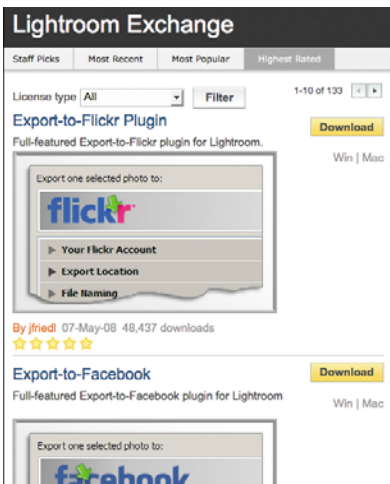 Lightroom Exchange
Staff Picks Most Recent Most Popular Highest Rated
License type All Filter 1-10 of 133
Export-to-Flickr Plugin Download
Full-featured Export-to-Flickr plugin for Lightroom.
Win | Mac
Export one selected photo to:
flickr
Your Flickr Account
Export Location
File Naming
By jfriedl 07-May-08 48,437 downloads
Export-to-Facebook Download
Full-featured Export-to-Facebook plugin for Lightroom
Win | Mac
Export one selected photo to:
facebook